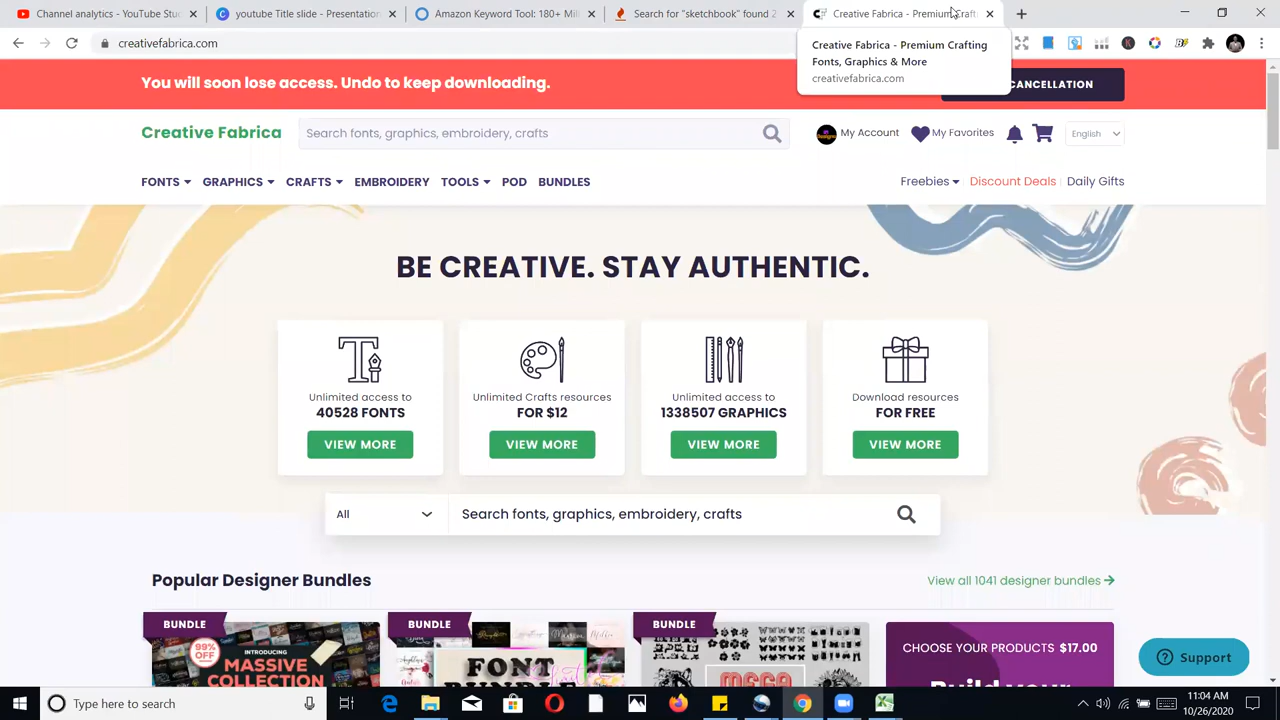 Channel analytics - YouTube Stu
youtube Title slide - Presentation
Amazon Keyword Tool: 180+ Mill
Search for "sketchbook" found 2
Creative Fabrica - Premium Craft
creativefabrica.com
Creative Fabrica - Premium Crafting
Fonts, Graphics & More
creativefabrica.com
You will soon lose access. Undo to keep downloading.
CANCELLATION
Creative Fabrica
Search fonts, graphics, embroidery, crafts
My Account
My Favorites
English
FONTS
GRAPHICS
CRAFTS
EMBROIDERY
TOOLS
POD
BUNDLES
Freebies
Discount Deals
Daily Gifts
BE CREATIVE. STAY AUTHENTIC.
Unlimited access to
40528 FONTS
VIEW MORE
Unlimited Crafts resources
FOR $12
VIEW MORE
Unlimited access to
1338507 GRAPHICS
VIEW MORE
Download resources
FOR FREE
VIEW MORE
All
Search fonts, graphics, embroidery, crafts
Popular Designer Bundles
View all 1041 designer bundles
BUNDLE
99%
OFF
INTRODUCING
MASSIVE
COLLECTION
BUNDLE
FONT
BUNDLE
MEGA
CHOOSE YOUR PRODUCTS $17.00
Build your
Support
Type here to search
11:04 AM
10/26/2020